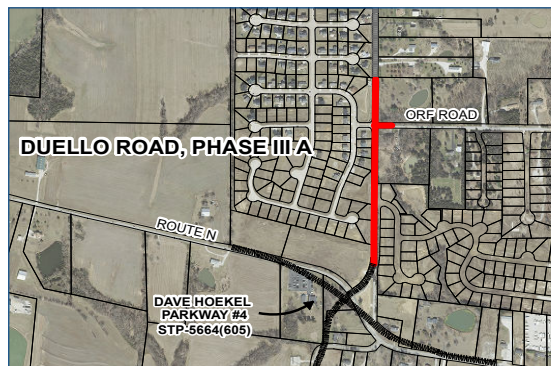 ORF ROAD
DUELLO ROAD, PHASE III A
ROUTE N
DAVE HOEKEL
PARKWAY #4
STP-5664(605)